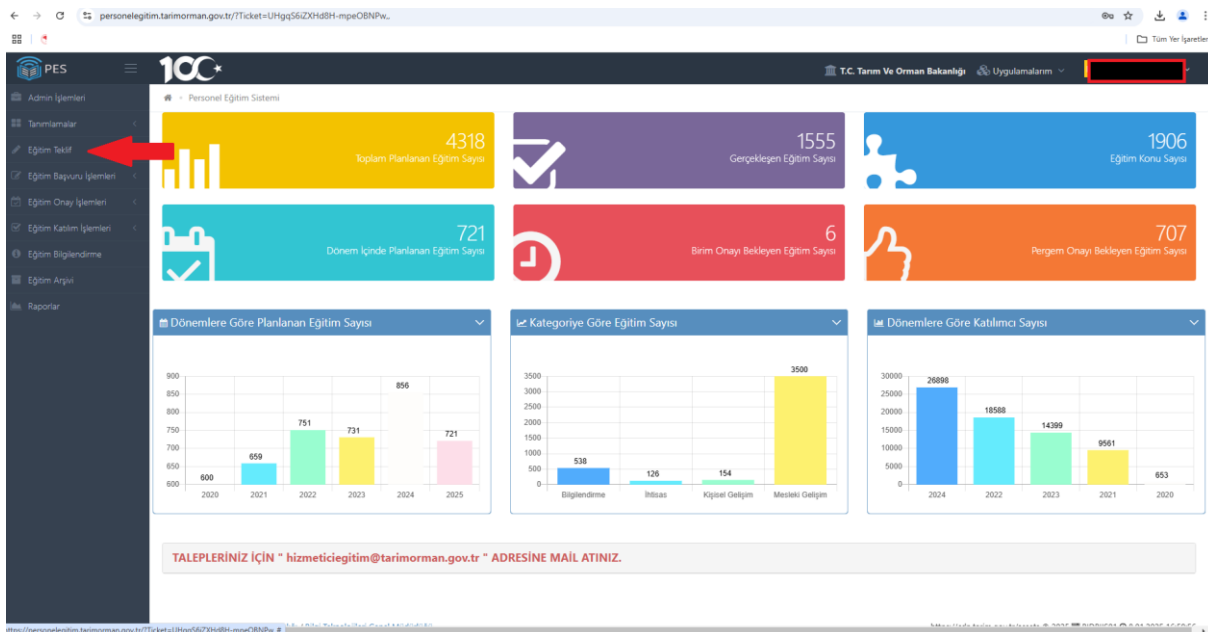 personelegitim.tarimorman.gov.tr/?Ticket=UHgqS6iZXHd8H-mpeOBNPw..
Tüm Yer İşaretler
PES
100
T.C. Tarım Ve Orman Bakanlığı
Uygulamalarım
Admin İşlemleri
Tanımlamalar
Eğitim Teklif
Eğitim Başvuru İşlemleri
Eğitim Onay İşlemleri
Eğitim Katılım İşlemleri
Eğitim Bilgilendirme
Eğitim Arşivi
Raporlar
Personel Eğitim Sistemi
4318
Toplam Planlanan Eğitim Sayısı
1555
Gerçekleşen Eğitim Sayısı
1906
Eğitim Konu Sayısı
721
Dönem İçinde Planlanan Eğitim Sayısı
6
Birim Onayı Bekleyen Eğitim Sayısı
707
Pergem Onayı Bekleyen Eğitim Sayısı
Dönemlere Göre Planlanan Eğitim Sayısı
900
850
800
750
700
650
600
600
659
751
731
856
721
2020 2021 2022 2023 2024 2025
Kategoriye Göre Eğitim Sayısı
3500
3000
2500
2000
1500
1000
500
0
538
126
154
3500
Bilgilendirme İhtisas Kişisel Gelişim Mesleki Gelişim
Dönemlere Göre Katılımcı Sayısı
30000
25000
20000
15000
10000
5000
0
26898
18588
14399
9561
653
2024 2022 2023 2021 2020
TALEPLERİNİZ İÇİN " hizmeticiegitim@tarimorman.gov.tr " ADRESİNE MAİL ATINIZ.